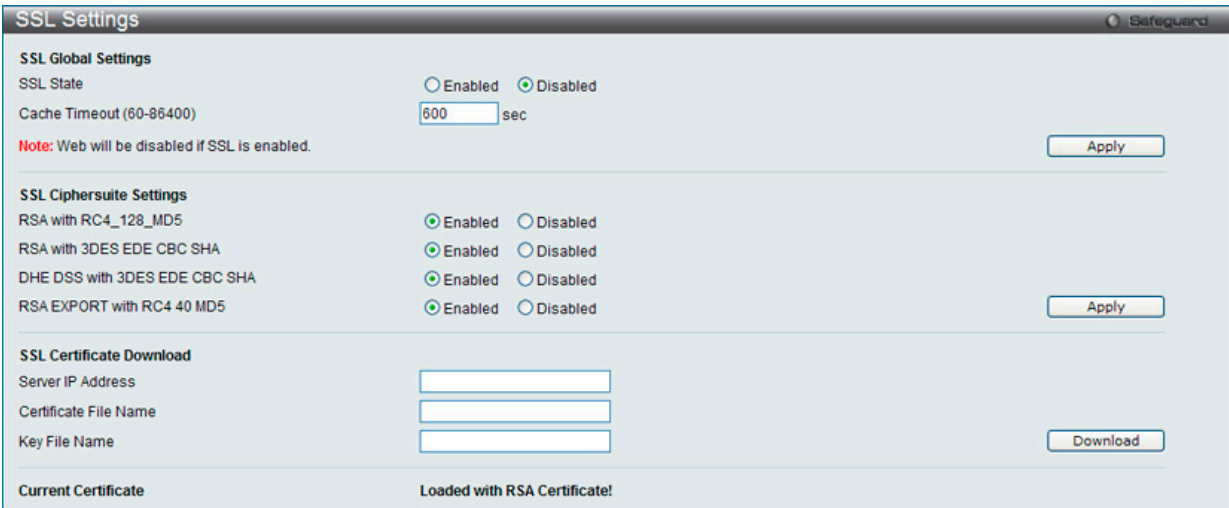 SSL Settings Safeguard
SSL Global Settings
SSL State Enabled Disabled
Cache Timeout (60-86400) 600 sec
Note: Web will be disabled if SSL is enabled. Apply
SSL Ciphersuite Settings
RSA with RC4_128_MD5 Enabled Disabled
RSA with 3DES EDE CBC SHA Enabled Disabled
DHE DSS with 3DES EDE CBC SHA Enabled Disabled
RSA EXPORT with RC4 40 MD5 Enabled Disabled Apply
SSL Certificate Download
Server IP Address
Certificate File Name
Key File Name Download
Current Certificate Loaded with RSA Certificate!